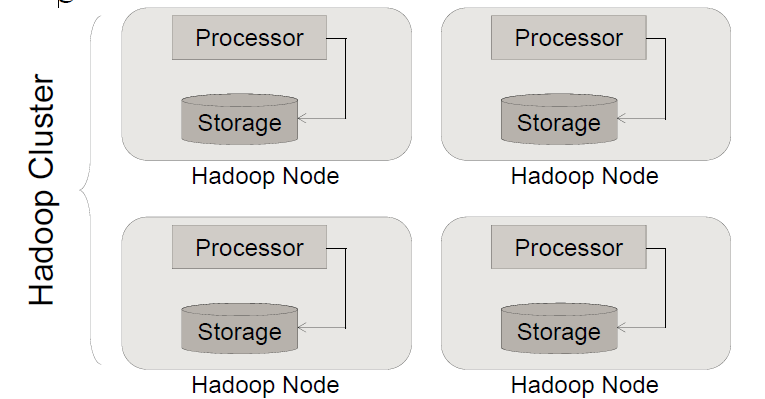 Hadoop Cluster
Processor
Storage
Hadoop Node
Processor
Storage
Hadoop Node
Processor
Storage
Hadoop Node
Processor
Storage
Hadoop Node